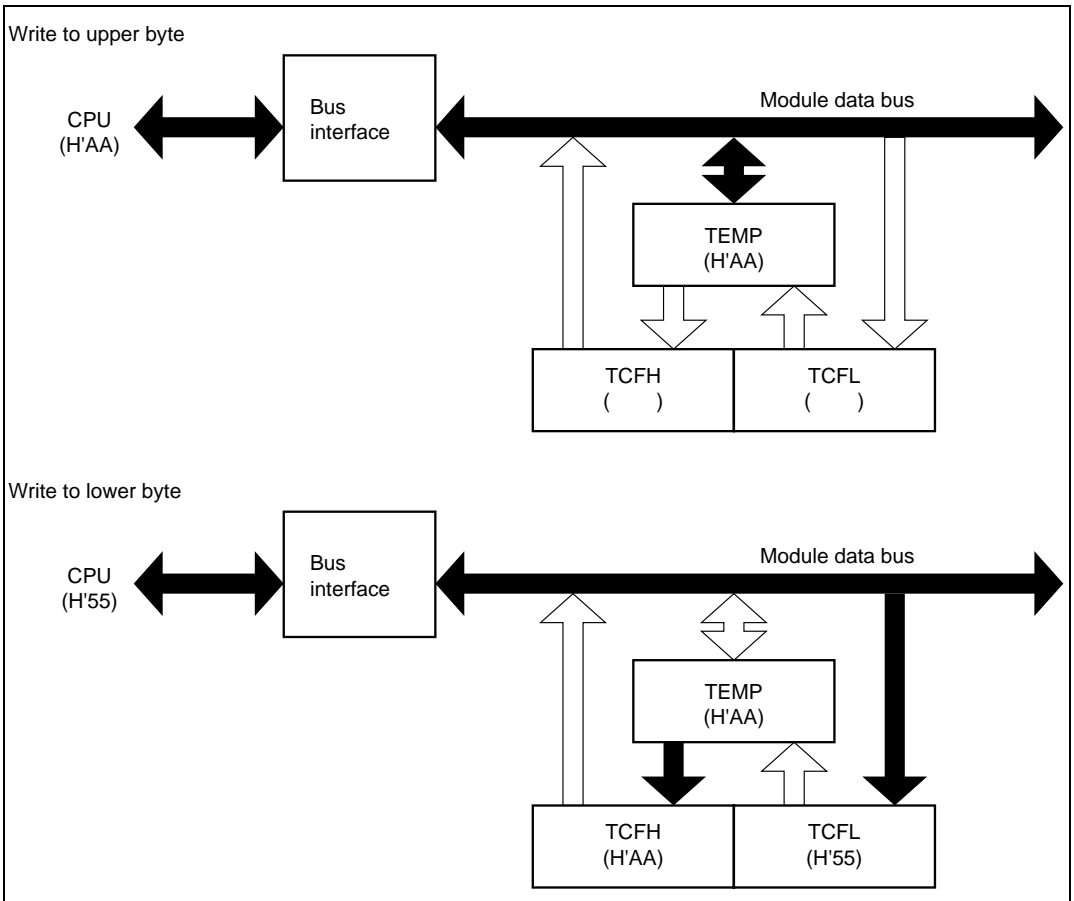 Write to upper byte
CPU
(H'AA)
Bus
interface
Module data bus
TEMP
(H'AA)
TCFH
(      )
TCFL
(      )
Write to lower byte
CPU
(H'55)
Bus
interface
Module data bus
TEMP
(H'AA)
TCFH
(H'AA)
TCFL
(H'55)